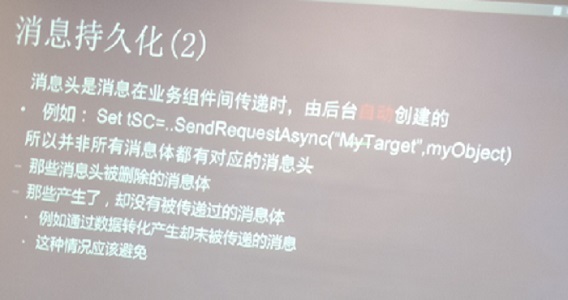 消息持久化(2)
消息头是消息在业务组件间传递时，由后台自动创建的
• 例如：Set tSC=..SendRequestAsync("MyTarget",myObject)
所以并非所有消息体都有对应的消息头
– 那些消息头被删除的消息体
– 那些产生了，却没有被传递过的消息体
• 例如通过数据转化产生却未被传递的消息
• 这种情况应该避免